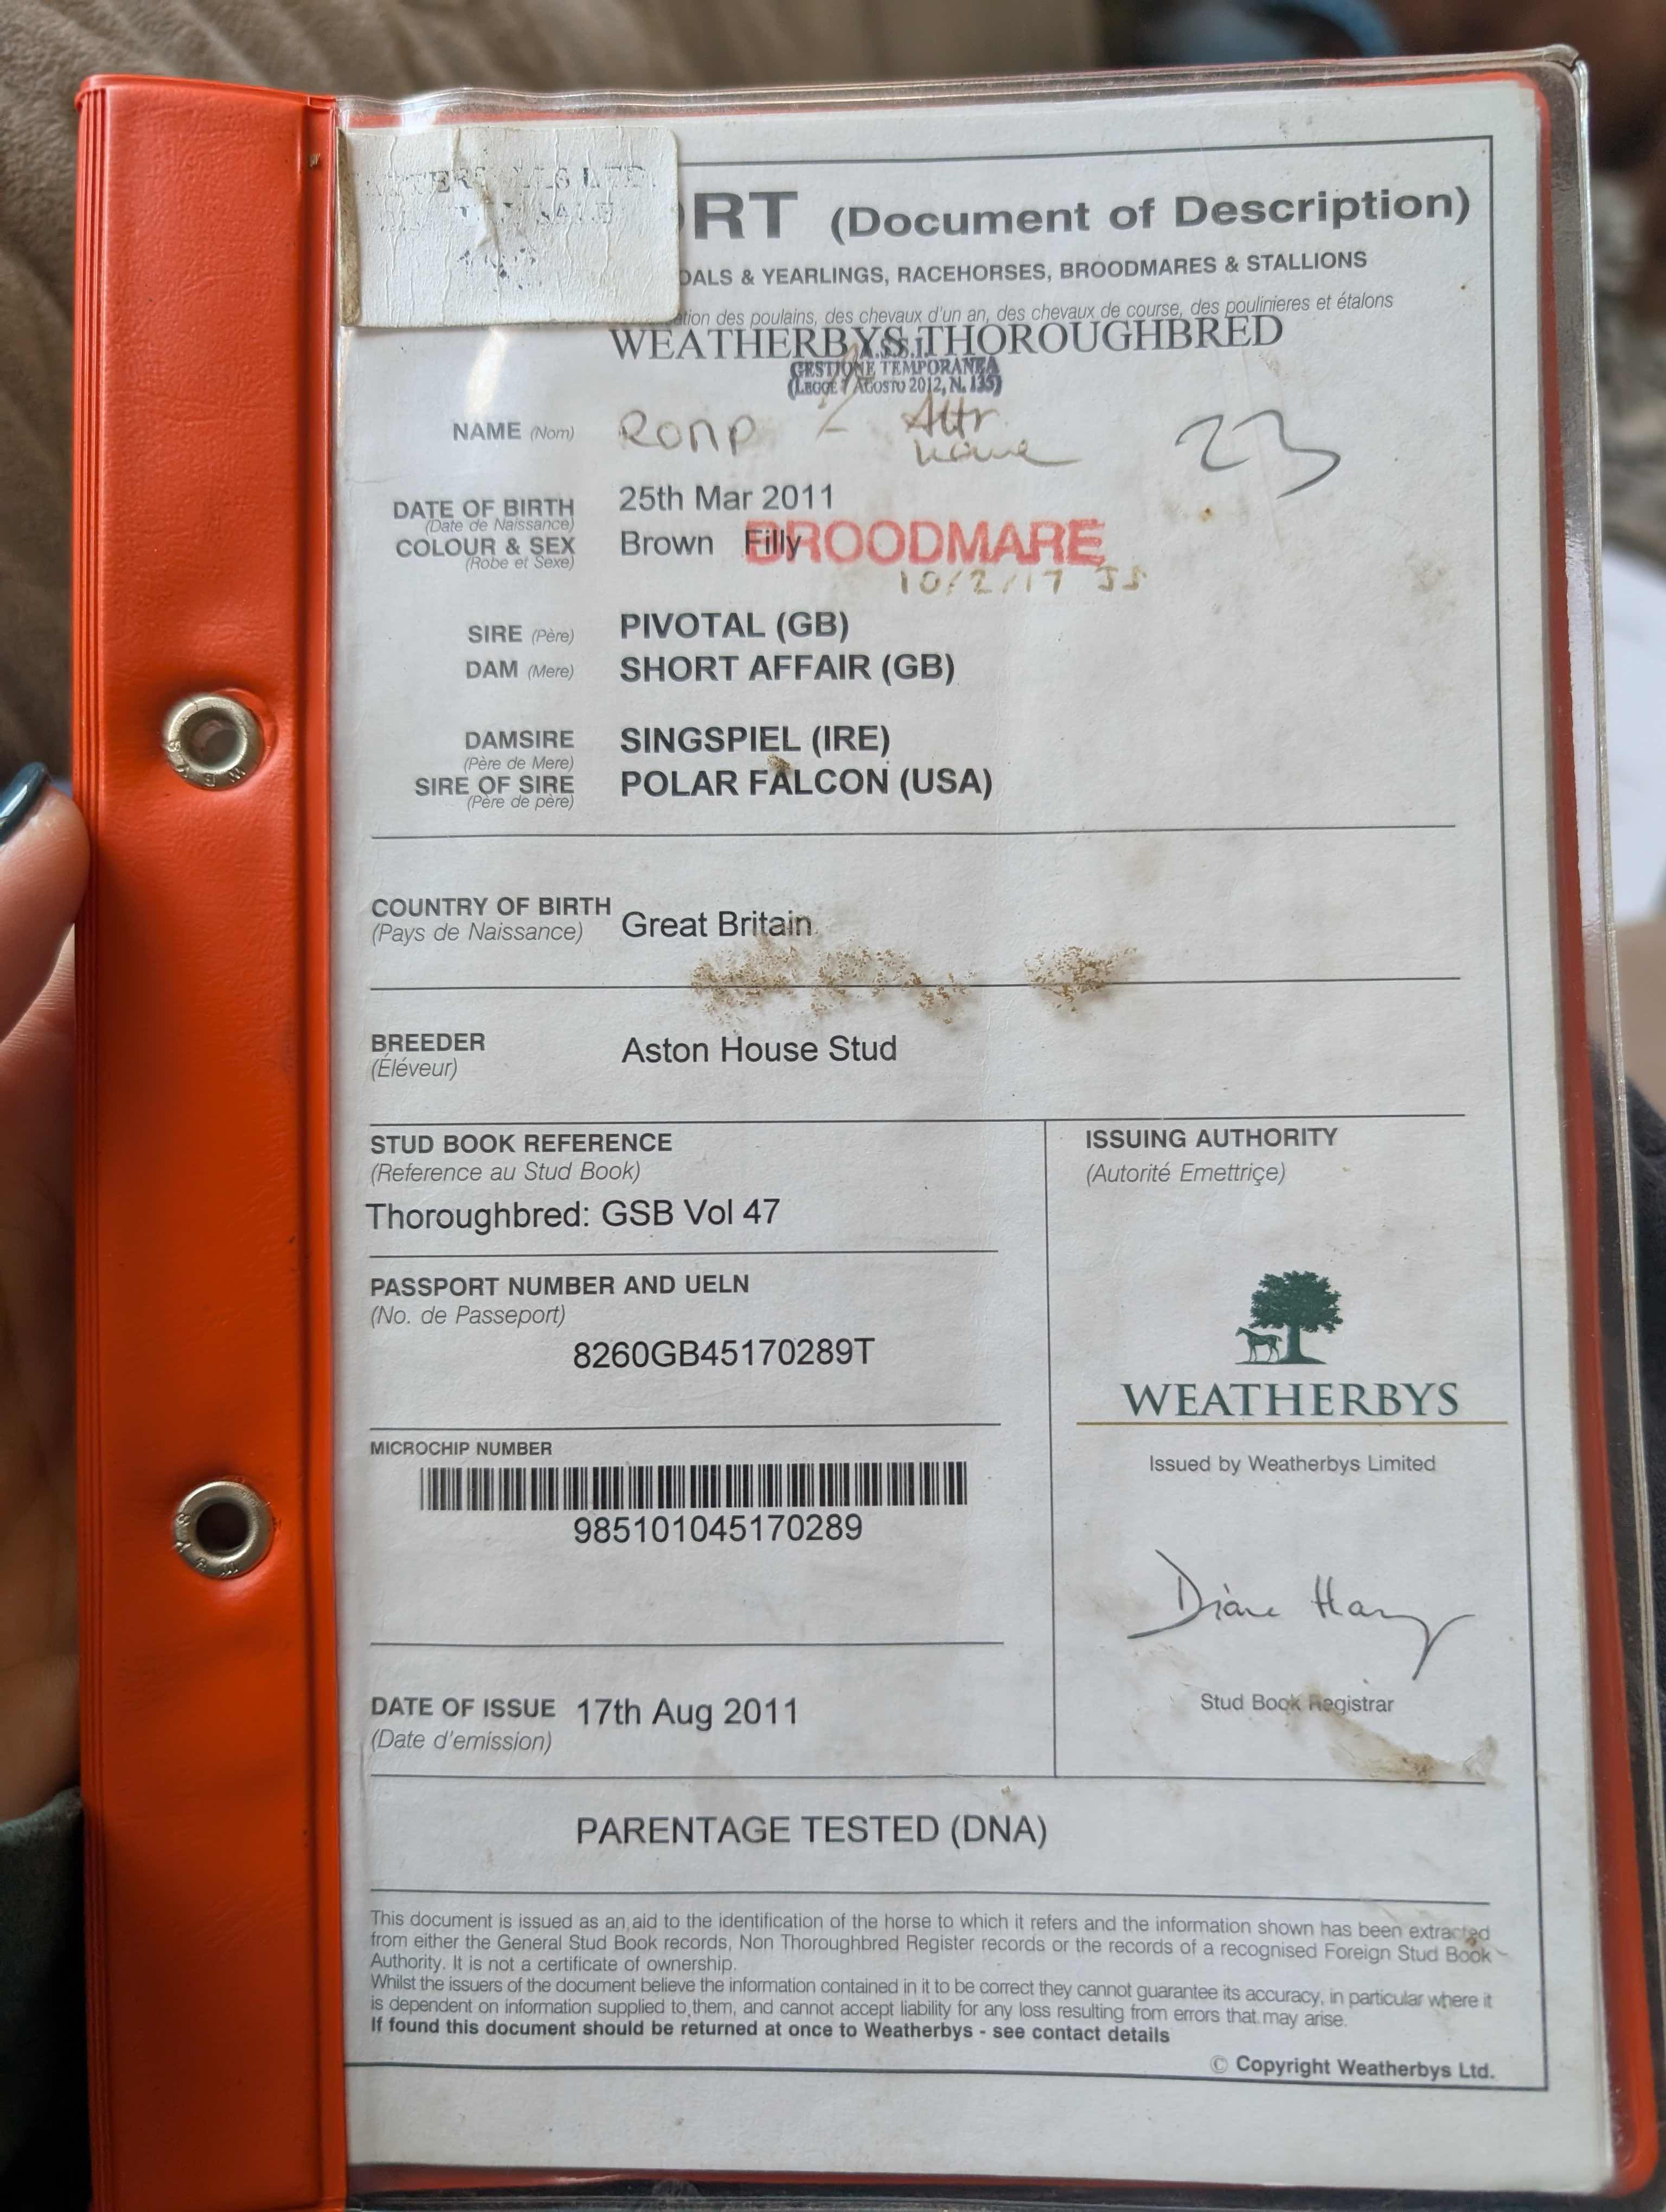 LTD.
SALE
RT (Document of Description)
OALS & YEARLINGS, RACEHORSES, BROODMARES & STALLIONS
ation des poulains, des chevaux d'un an, des chevaux de course, des poulinieres et étalons
WEATHERBYS THOROUGHBRED
GESTIONE TEMPORANEA
(LEGGE 7 AGOSTO 2012, N. 135)
NAME (Nom)
23
DATE OF BIRTH 25th Mar 2011
(Date de Naissance)
COLOUR & SEX Brown Filly BROODMARE
(Robe et Sexe)
10/2/17 JS
SIRE (Père) PIVOTAL (GB)
DAM (Mere) SHORT AFFAIR (GB)
DAMSIRE SINGSPIEL (IRE)
(Père de Mere)
SIRE OF SIRE POLAR FALCON (USA)
(Père de père)
COUNTRY OF BIRTH Great Britain
(Pays de Naissance)
BREEDER Aston House Stud
(Éléveur)
STUD BOOK REFERENCE
(Reference au Stud Book)
Thoroughbred: GSB Vol 47
PASSPORT NUMBER AND UELN
(No. de Passeport)
8260GB45170289T
MICROCHIP NUMBER
985101045170289
DATE OF ISSUE 17th Aug 2011
(Date d'emission)
ISSUING AUTHORITY
(Autorité Emettriçe)
WEATHERBYS
Issued by Weatherbys Limited
Diane
Stud Book Registrar
PARENTAGE TESTED (DNA)
This document is issued as an aid to the identification of the horse to which it refers and the information shown has been extracted
from either the General Stud Book records, Non Thoroughbred Register records or the records of a recognised Foreign Stud Book
Authority. It is not a certificate of ownership.
Whilst the issuers of the document believe the information contained in it to be correct they cannot guarantee its accuracy, in particular where it
is dependent on information supplied to them, and cannot accept liability for any loss resulting from errors that may arise.
If found this document should be returned at once to Weatherbys - see contact details
© Copyright Weatherbys Ltd.